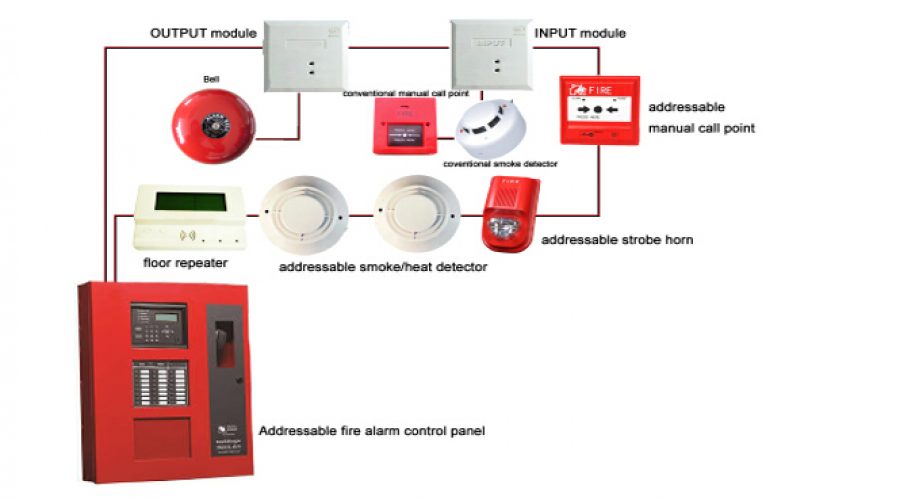 OUTPUT module
INPUT module
INPUT
Bell
conventional manual call point
FIRE
addressable
manual call point
coventional smoke detector
FIRE
addressable strobe horn
floor repeater
addressable smoke/heat detector
Addressable fire alarm control panel